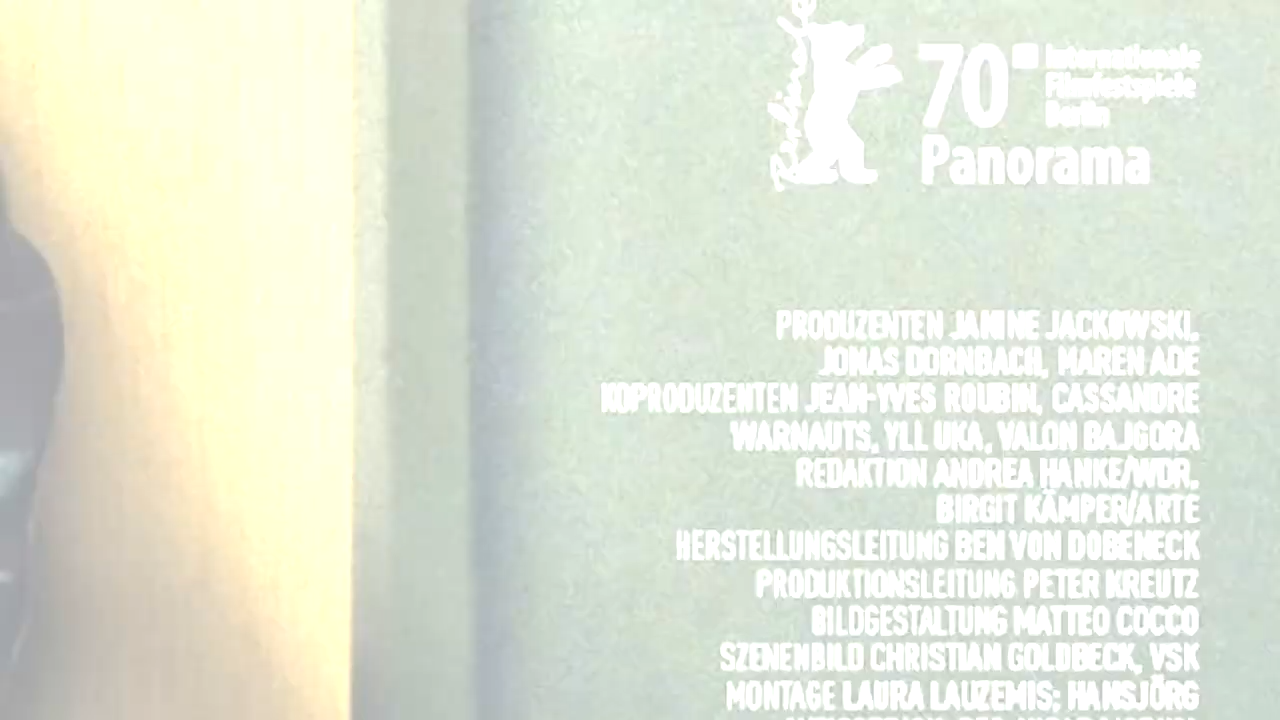 70
Internationale
Filmfestspiele
Berlin
Panorama
PRODUZENTEN JANINE JACKOWSKI,
JONAS DORNBACH, MAREN ADE
KOPRODUZENTEN JEAN-YVES ROUBIN, CASSANDRE
WARNAUTS, YLL UKA, VALON BAJGORA
REDAKTION ANDREA HANKE/WDR,
BIRGIT KÄMPER/ARTE
HERSTELLUNGSLEITUNG BEN VON DOBENECK
PRODUKTIONSLEITUNG PETER KREUTZ
BILDGESTALTUNG MATTEO COCCO
SZENENBILD CHRISTIAN GOLDBECK, VSK
MONTAGE LAURA LAUZEMIS; HANSJÖRG